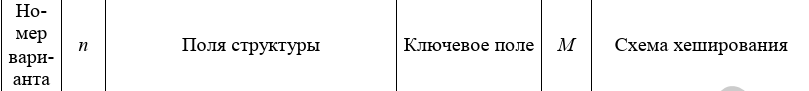 Но-
мер
вари-
анта
n
Поля структуры
Ключевое поле
M
Схема хеширования